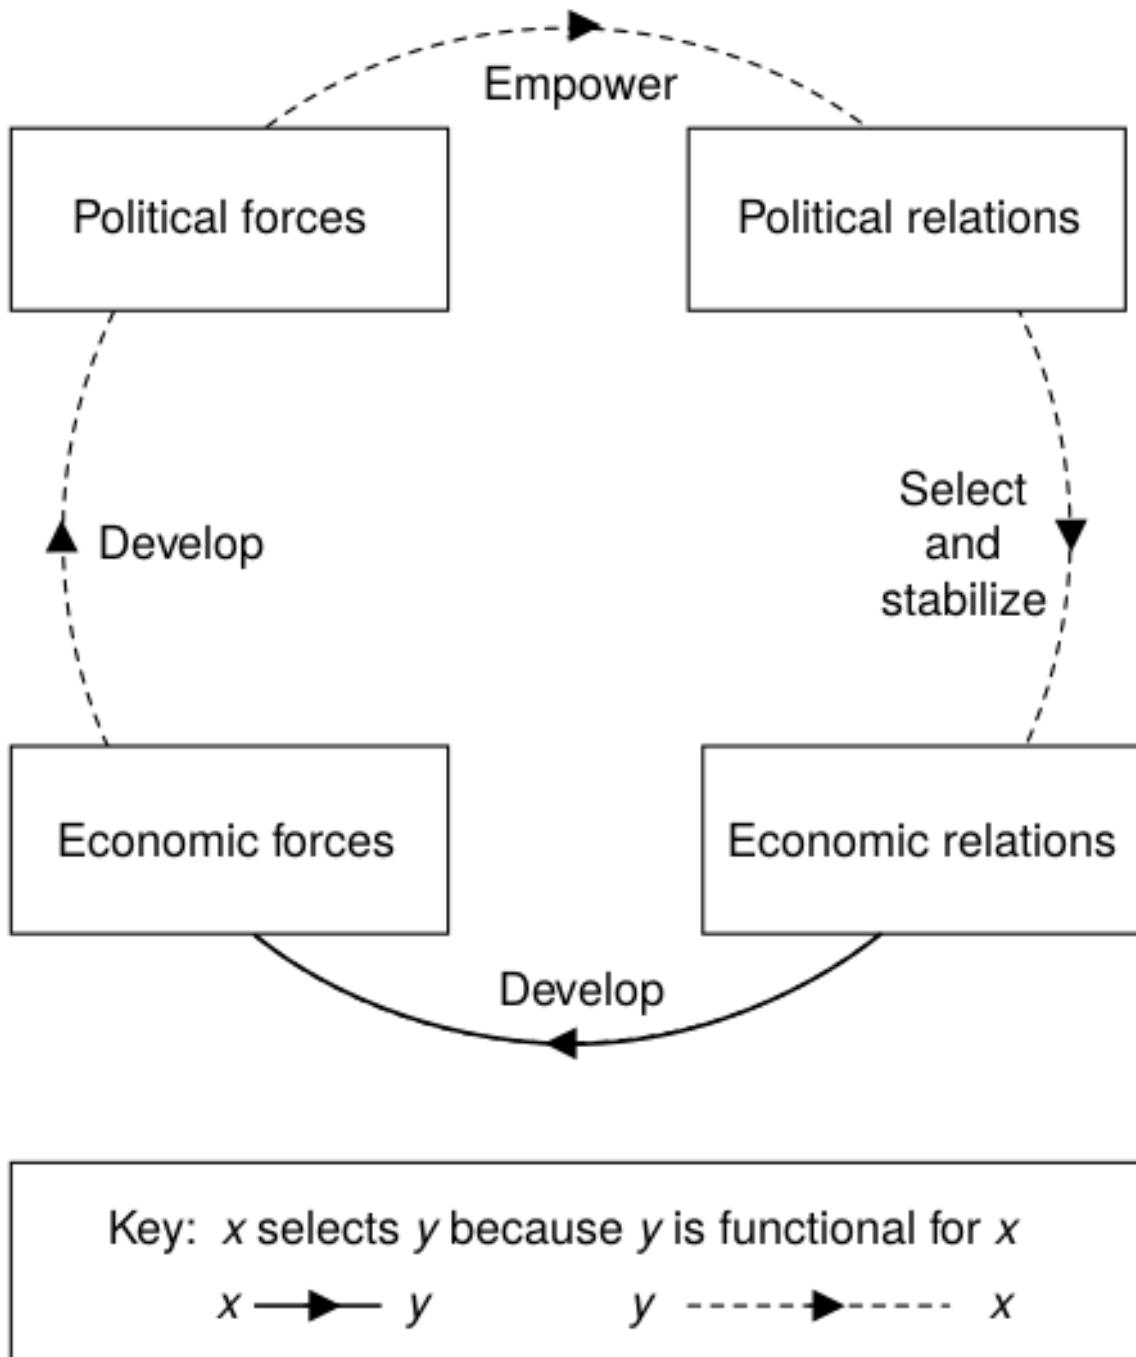 Empower
Political forces
Political relations
Develop
Select
and
stabilize
Economic forces
Economic relations
Develop
Key: x selects y because y is functional for x
x y y x